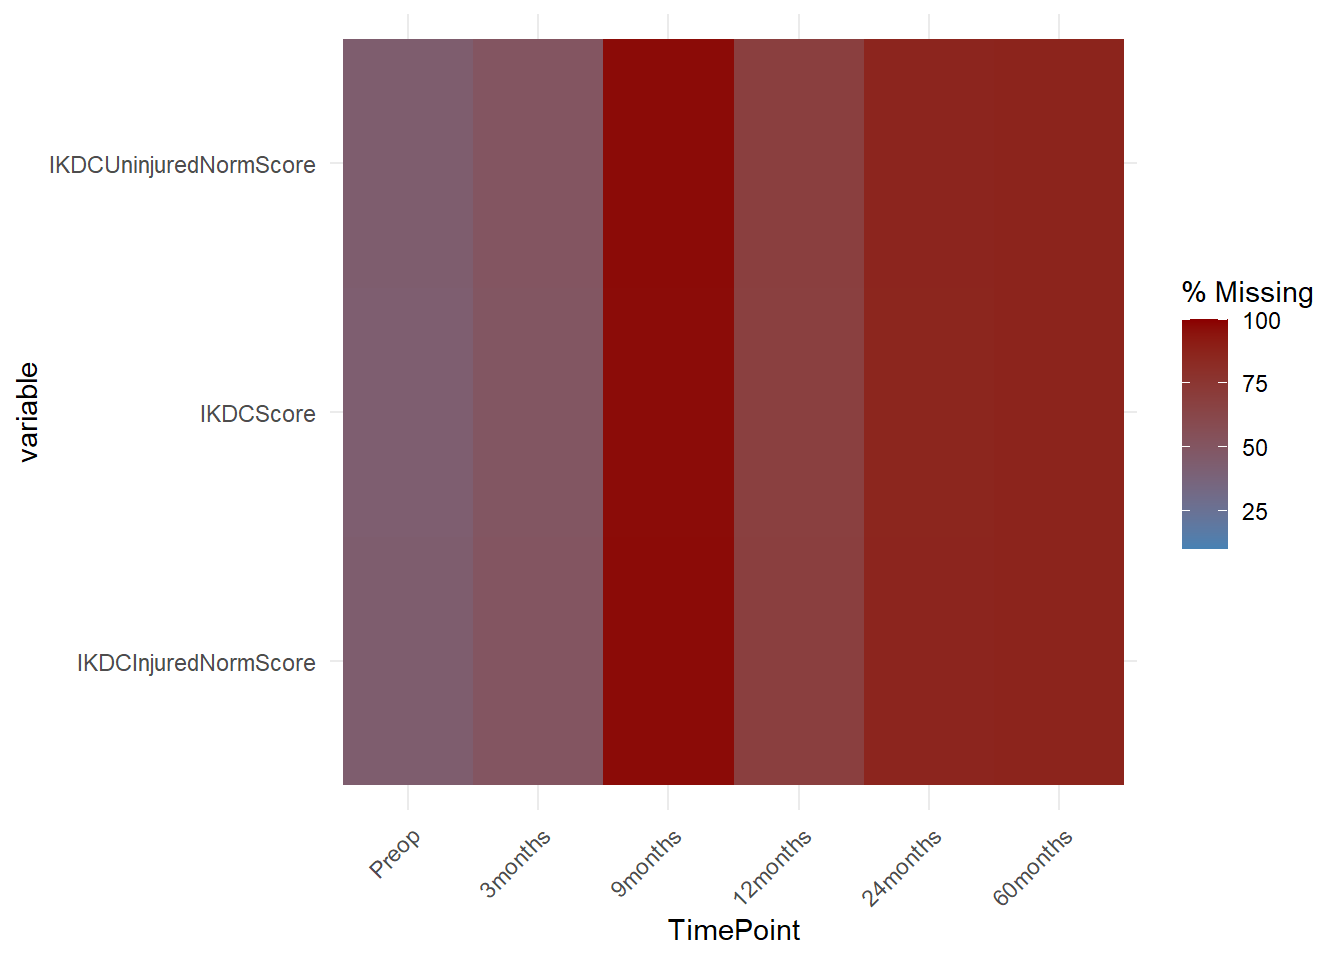 IKDCUninjuredNormScore
IKDCScore
IKDCInjuredNormScore
variable
Preop
3months
9months
12months
24months
60months
TimePoint
% Missing
100
75
50
25